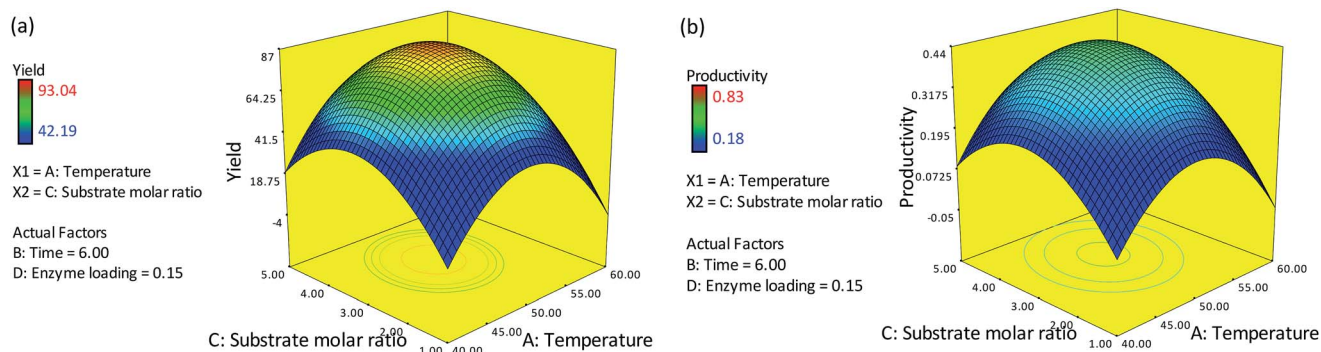 (a)
Yield
93.04
42.19
X1 = A: Temperature
X2 = C: Substrate molar ratio
Actual Factors
B: Time = 6.00
D: Enzyme loading = 0.15
Yield
87
64.25
41.5
18.75
-4
5.00
4.00
3.00
2.00
1.00
C: Substrate molar ratio
40.00
45.00
50.00
55.00
60.00
A: Temperature
(b)
Productivity
0.83
0.18
X1 = A: Temperature
X2 = C: Substrate molar ratio
Actual Factors
B: Time = 6.00
D: Enzyme loading = 0.15
Productivity
0.44
0.3175
0.195
0.0725
-0.05
5.00
4.00
3.00
2.00
1.00
C: Substrate molar ratio
40.00
45.00
50.00
55.00
60.00
A: Temperature